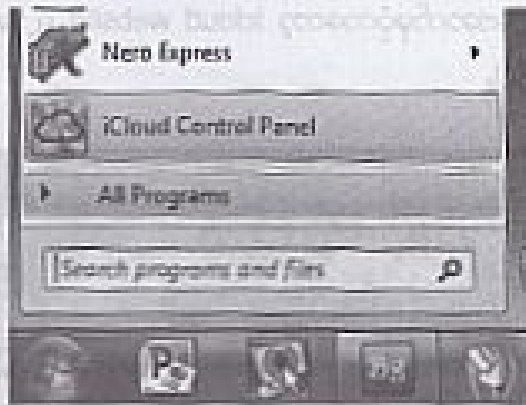 Nero Express
iCloud Control Panel
All Programs
Search programs and files